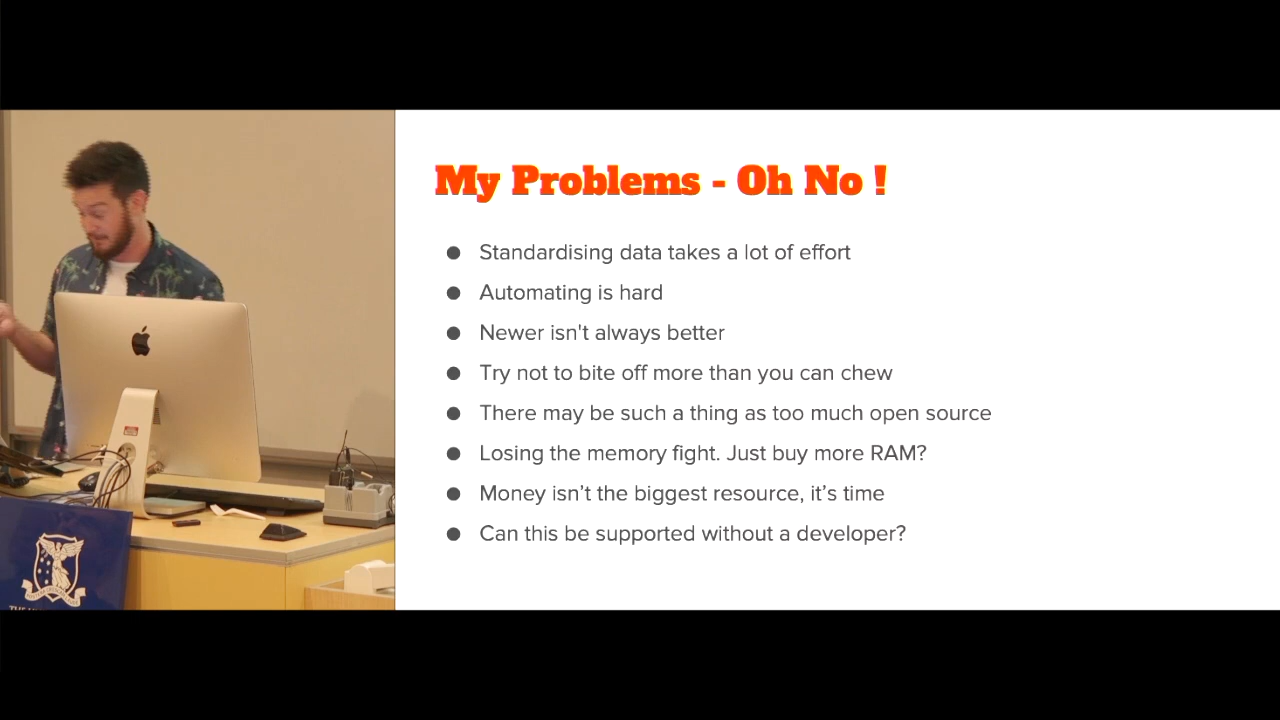 My Problems - Oh No !
● Standardising data takes a lot of effort
● Automating is hard
● Newer isn't always better
● Try not to bite off more than you can chew
● There may be such a thing as too much open source
● Losing the memory fight. Just buy more RAM?
● Money isn’t the biggest resource, it’s time
● Can this be supported without a developer?